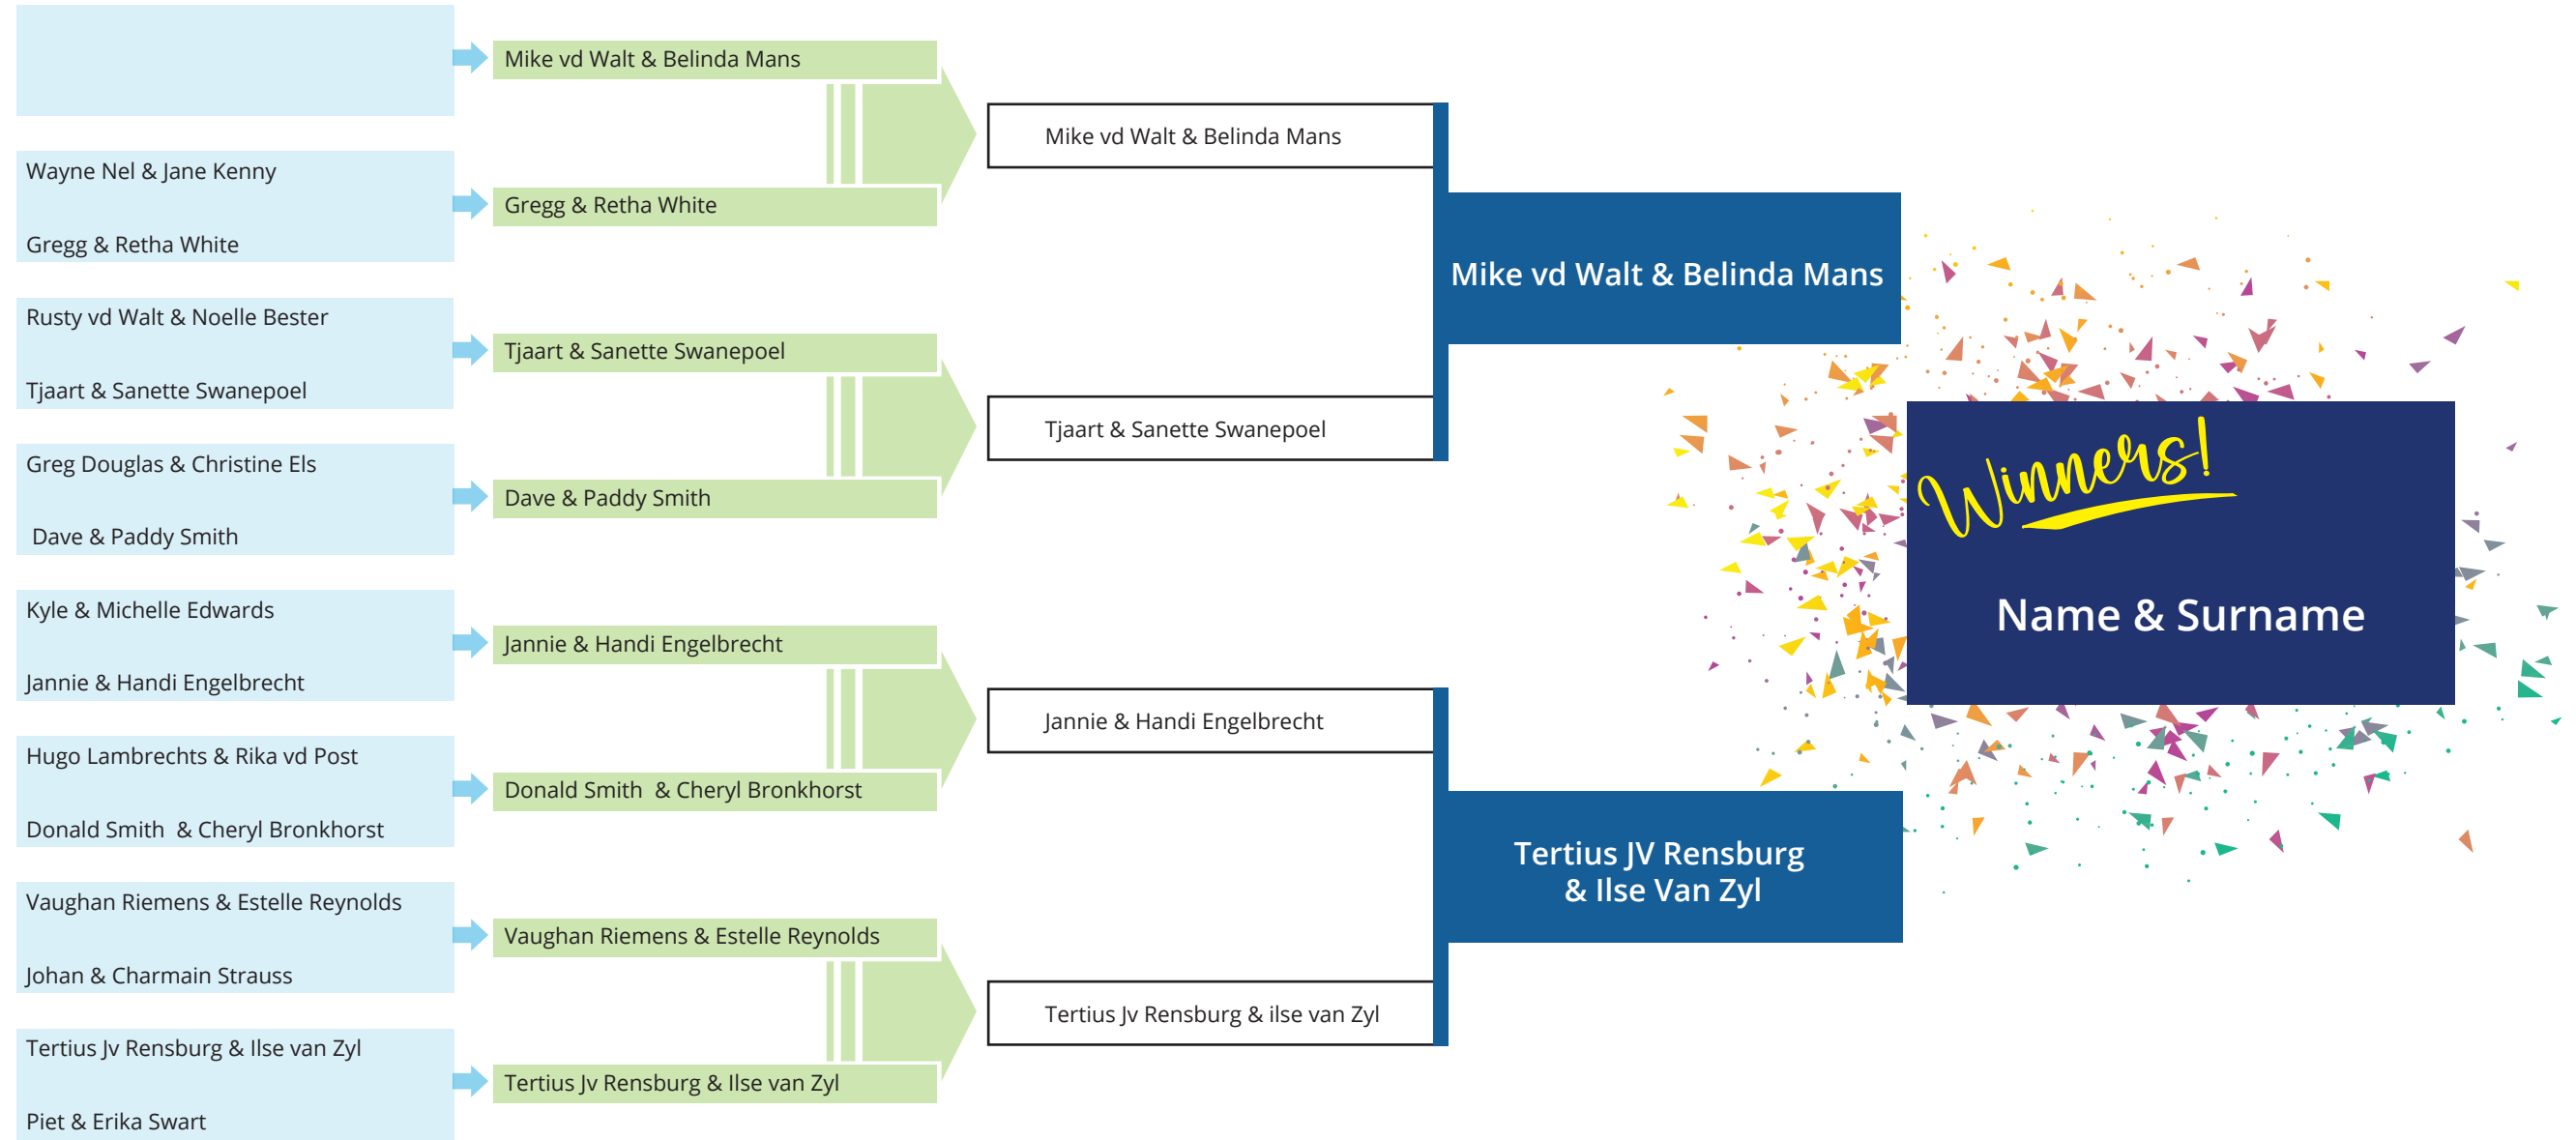 Wayne Nel & Jane Kenny
Gregg & Retha White
Rusty vd Walt & Noelle Bester
Tjaart & Sanette Swanepoel
Greg Douglas & Christine Els
Dave & Paddy Smith
Kyle & Michelle Edwards
Jannie & Handi Engelbrecht
Hugo Lambrechts & Rika vd Post
Donald Smith  & Cheryl Bronkhorst
Vaughan Riemens & Estelle Reynolds
Johan & Charmain Strauss
Tertius Jv Rensburg & Ilse van Zyl
Piet & Erika Swart
Mike vd Walt & Belinda Mans
Gregg & Retha White
Tjaart & Sanette Swanepoel
Dave & Paddy Smith
Jannie & Handi Engelbrecht
Donald Smith  & Cheryl Bronkhorst
Vaughan Riemens & Estelle Reynolds
Tertius Jv Rensburg & Ilse van Zyl
Mike vd Walt & Belinda Mans
Tjaart & Sanette Swanepoel
Jannie & Handi Engelbrecht
Tertius Jv Rensburg & ilse van Zyl
Mike vd Walt & Belinda Mans
Tertius JV Rensburg
& Ilse Van Zyl
Winners!
Name & Surname